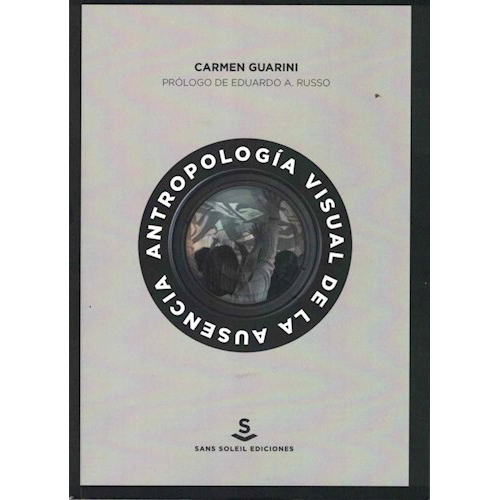 CARMEN GUARINI
PRÓLOGO DE EDUARDO A. RUSSO
ANTROPOLOGÍA VISUAL DE LA AUSENCIA
S
SANS SOLEIL EDICIONES